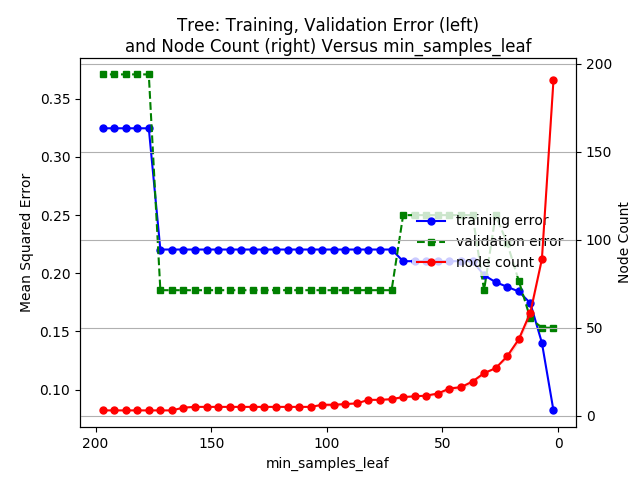 Tree: Training, Validation Error (left)
and Node Count (right) Versus min_samples_leaf
Mean Squared Error
0.35
0.30
0.25
0.20
0.15
0.10
training error
validation error
node count
200
150
100
50
0
Node Count
200
150
100
50
0
min_samples_leaf